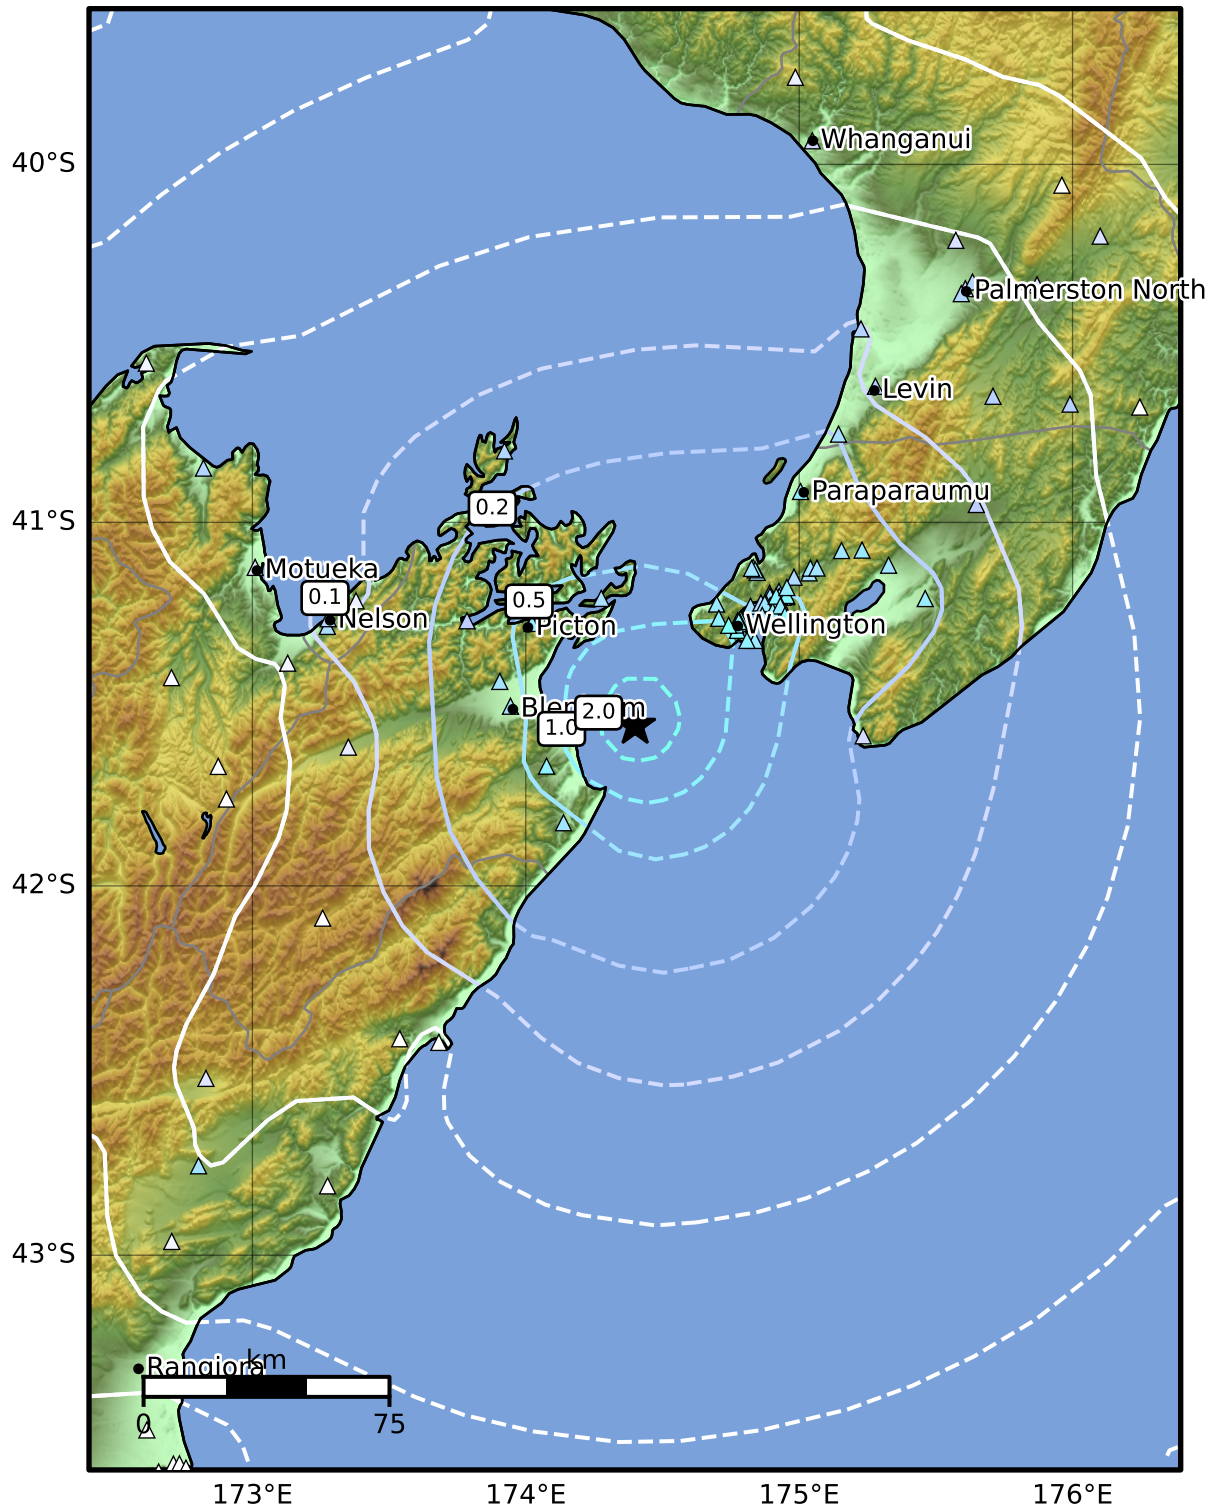 Whanganui
40°S
Palmerston North
Levin
Paraparaumu
0.2
41°S
Motueka
0.1
0.5
Nelson
Picton
Wellington
Blenheim
2.0
1.0
42°S
43°S
Rangiora
km
0
75
173°E
174°E
175°E
176°E